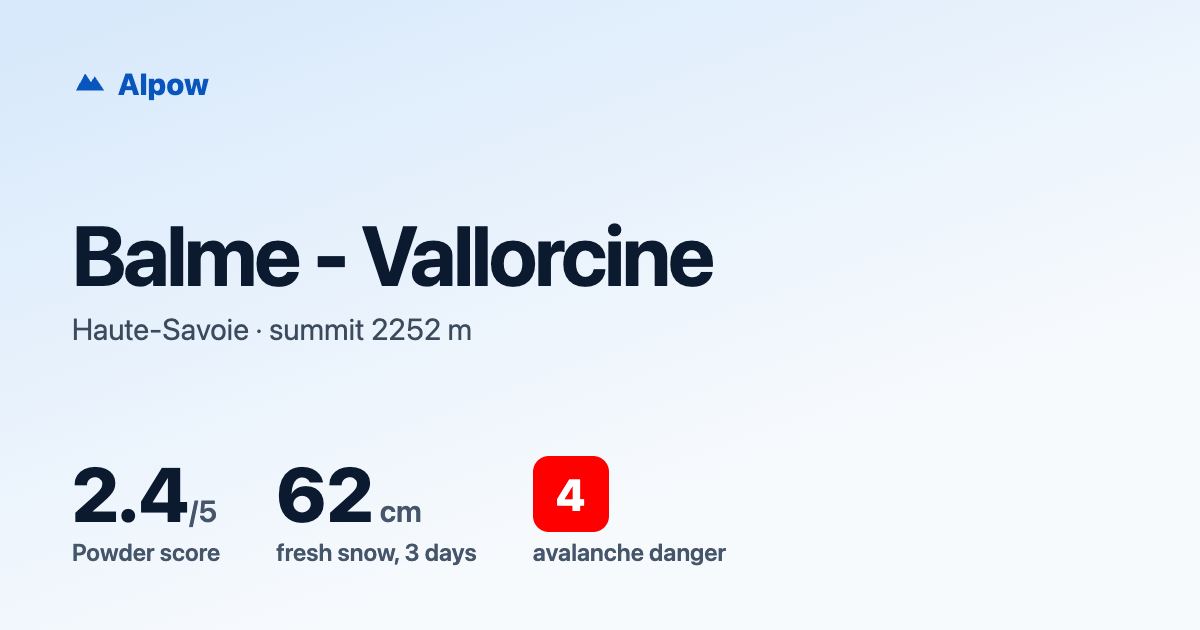 Alpow
Balme - Vallorcine
Haute-Savoie · summit 2252 m
2.4/5
Powder score
62 cm
fresh snow, 3 days
4
avalanche danger